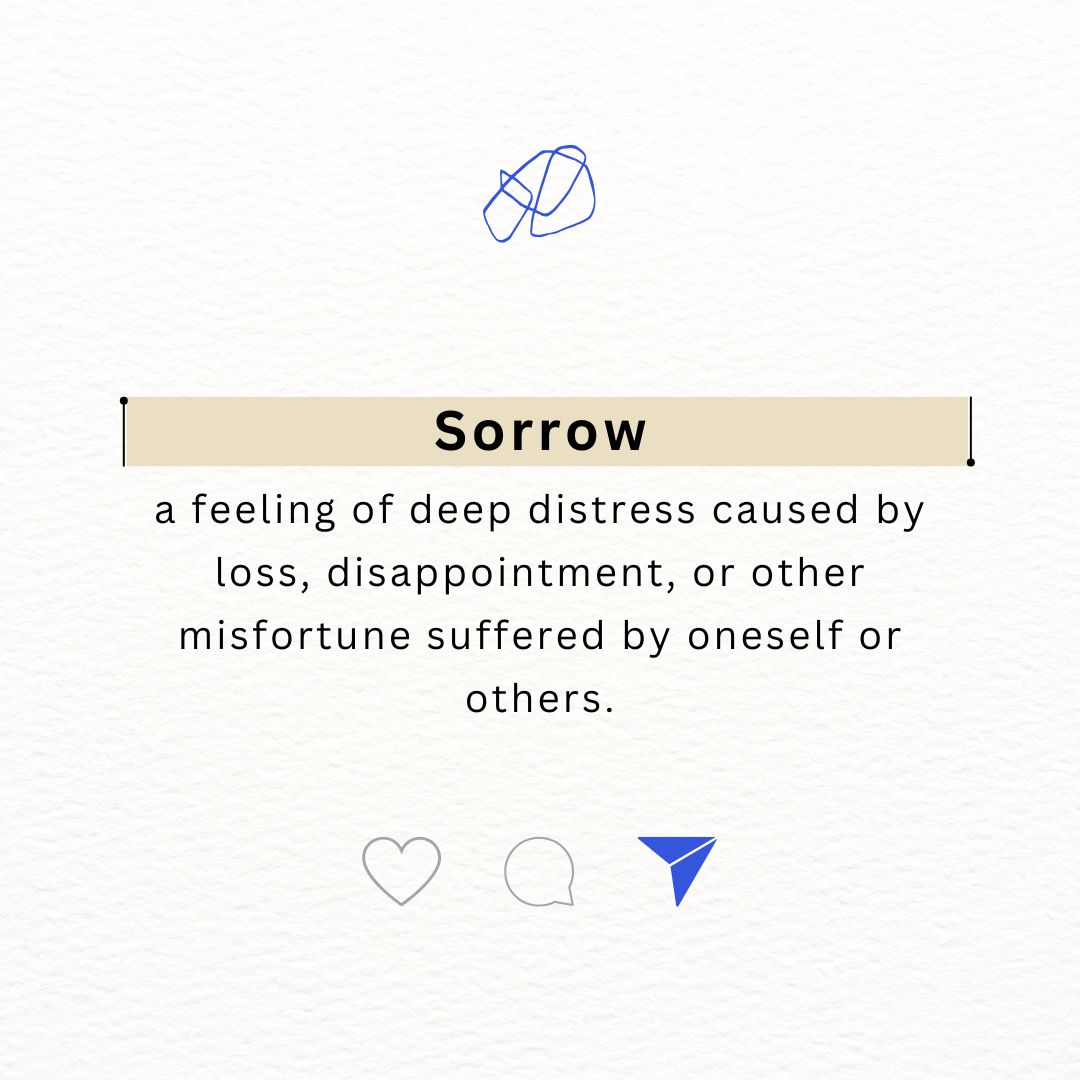 Sorrow
a feeling of deep distress caused by
loss, disappointment, or other
misfortune suffered by oneself or
others.